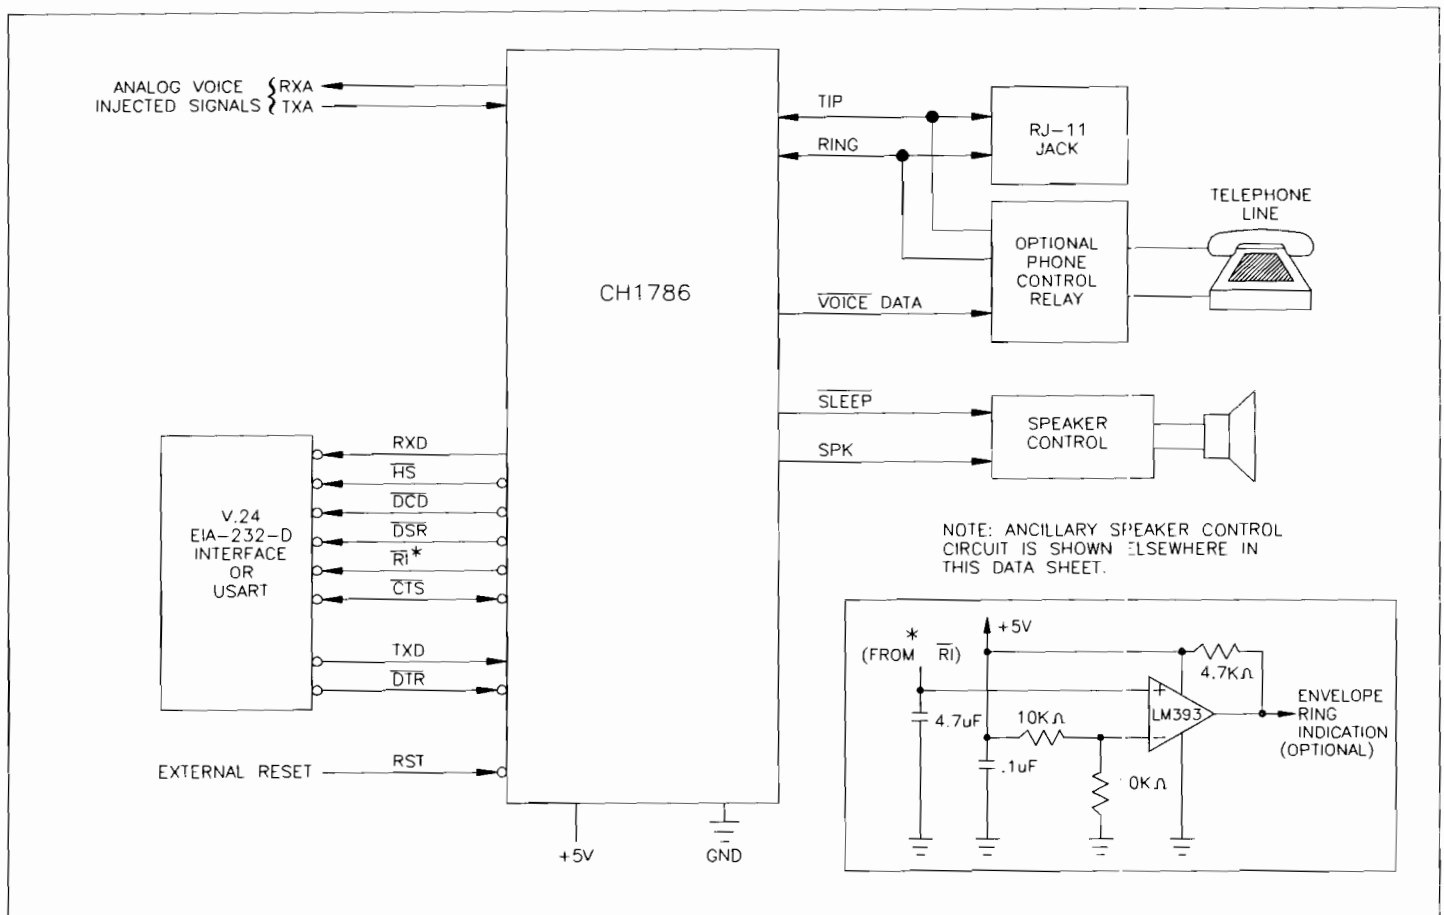 ANALOG VOICE
INJECTED SIGNALS
RXA
TXA
CH1786
TIP
RING
RJ-11
JACK
TELEPHONE
LINE
OPTIONAL
PHONE
CONTROL
RELAY
VOICE DATA
SLEEP
SPK
SPEAKER
CONTROL
V.24
EIA-232-D
INTERFACE
OR
USART
RXD
HS
DCD
DSR
RI*
CTS
TXD
DTR
EXTERNAL RESET
RST
+5V
GND
NOTE: ANCILLARY SPEAKER CONTROL
CIRCUIT IS SHOWN ELSEWHERE IN
THIS DATA SHEET.
*
(FROM RI)
+5V
4.7KΩ
LM393
+
−
4.7uF
10KΩ
.1uF
0KΩ
ENVELOPE
RING
INDICATION
(OPTIONAL)